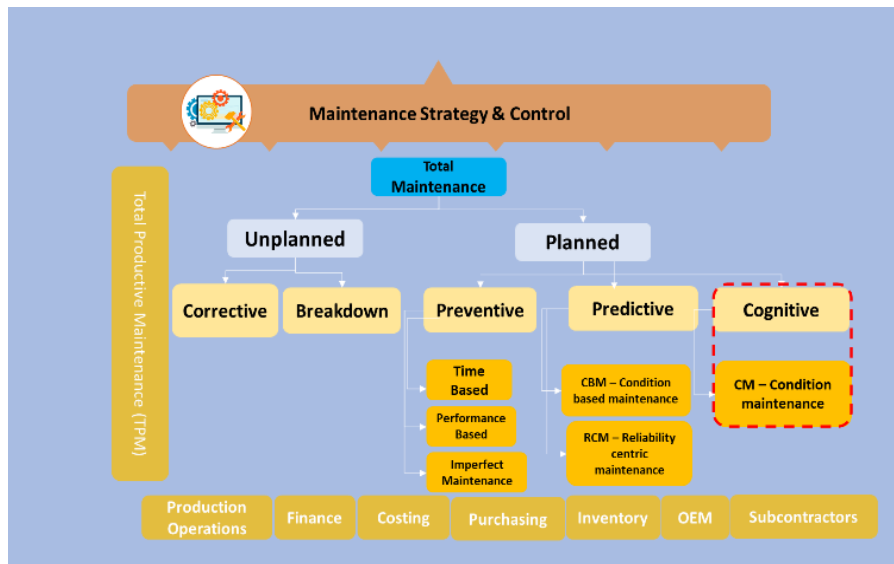 Maintenance Strategy & Control
Total
Maintenance
Total Productive Maintenance (TPM)
Unplanned
Planned
Corrective
Breakdown
Preventive
Predictive
Cognitive
Time
Based
Performance
Based
Imperfect
Maintenance
CBM – Condition
based maintenance
RCM – Reliability
centric
maintenance
CM – Condition
maintenance
Production
Operations
Finance
Costing
Purchasing
Inventory
OEM
Subcontractors